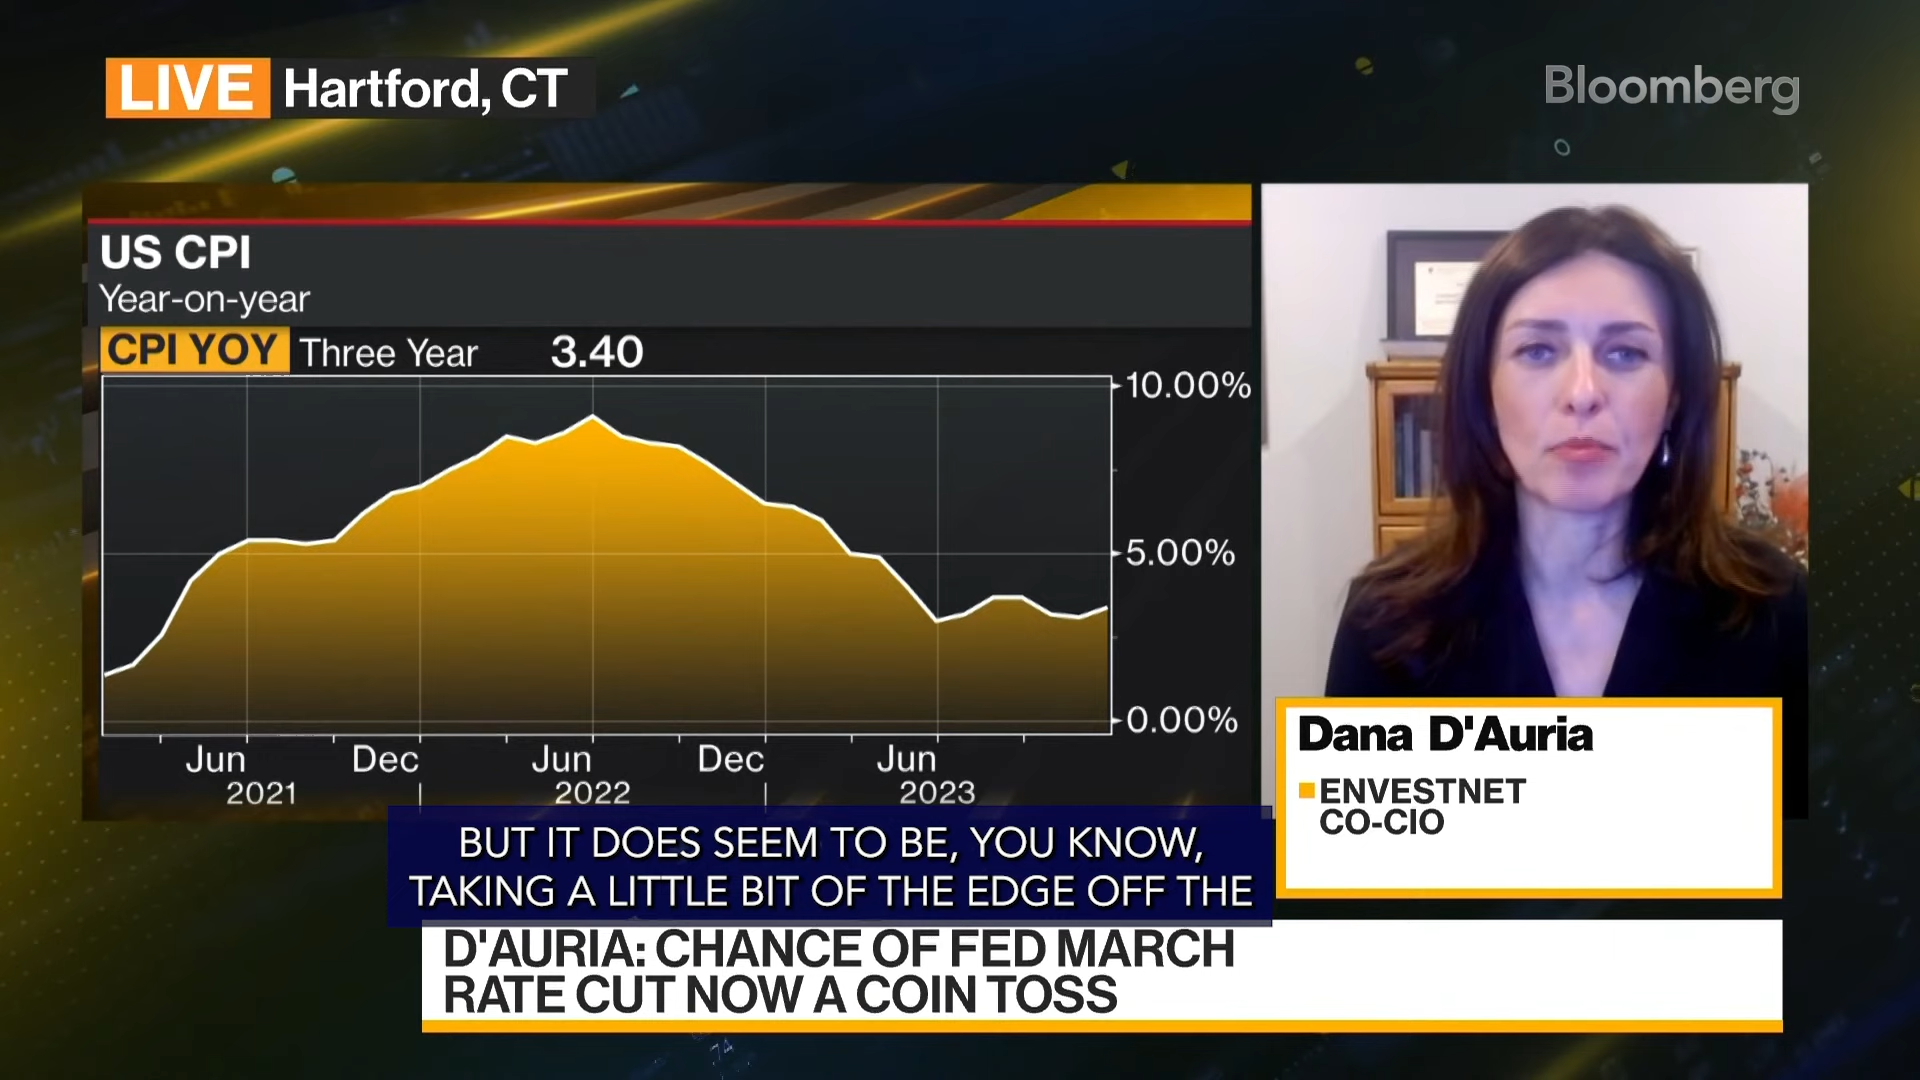 LIVE Hartford, CT
Bloomberg
US CPI
Year-on-year
CPI YOY Three Year 3.40
10.00%
5.00%
0.00%
Jun Dec Jun Dec Jun
2021 2022 2023
Dana D'Auria
ENVESTNET
CO-CIO
BUT IT DOES SEEM TO BE, YOU KNOW,
TAKING A LITTLE BIT OF THE EDGE OFF THE
D'AURIA: CHANCE OF FED MARCH
RATE CUT NOW A COIN TOSS